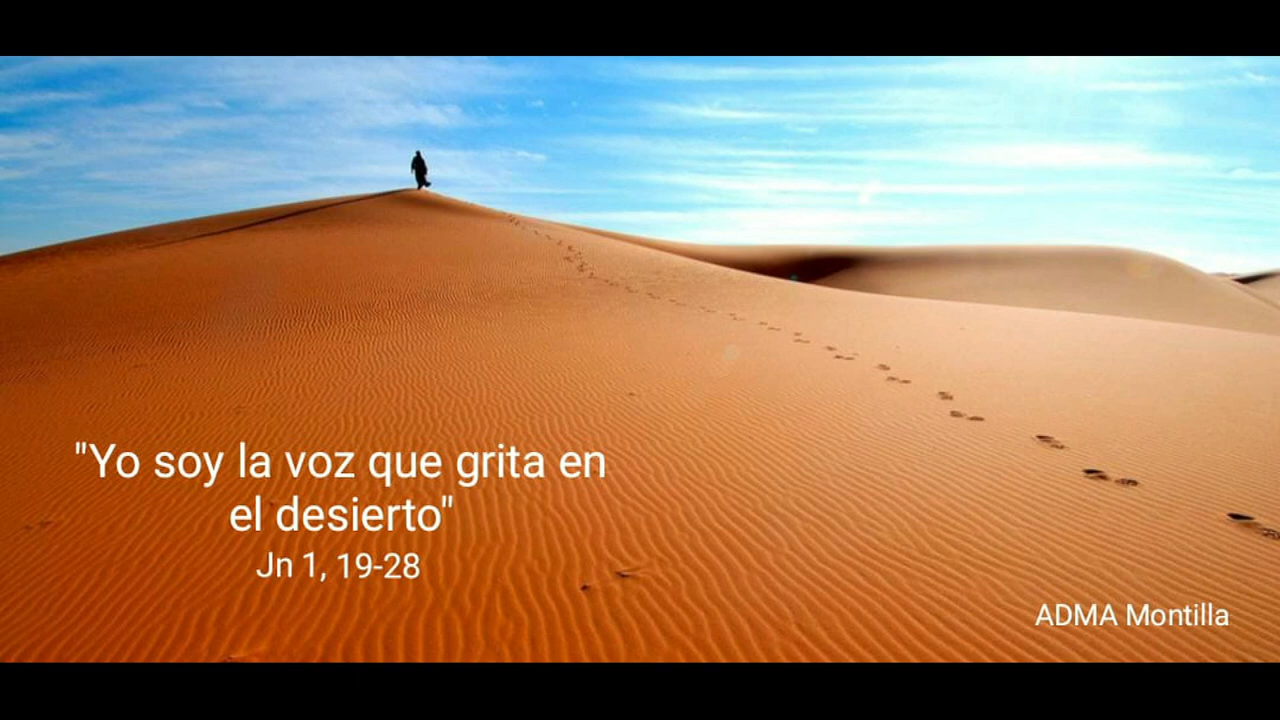 "Yo soy la voz que grita en
el desierto"
Jn 1, 19-28
ADMA Montilla